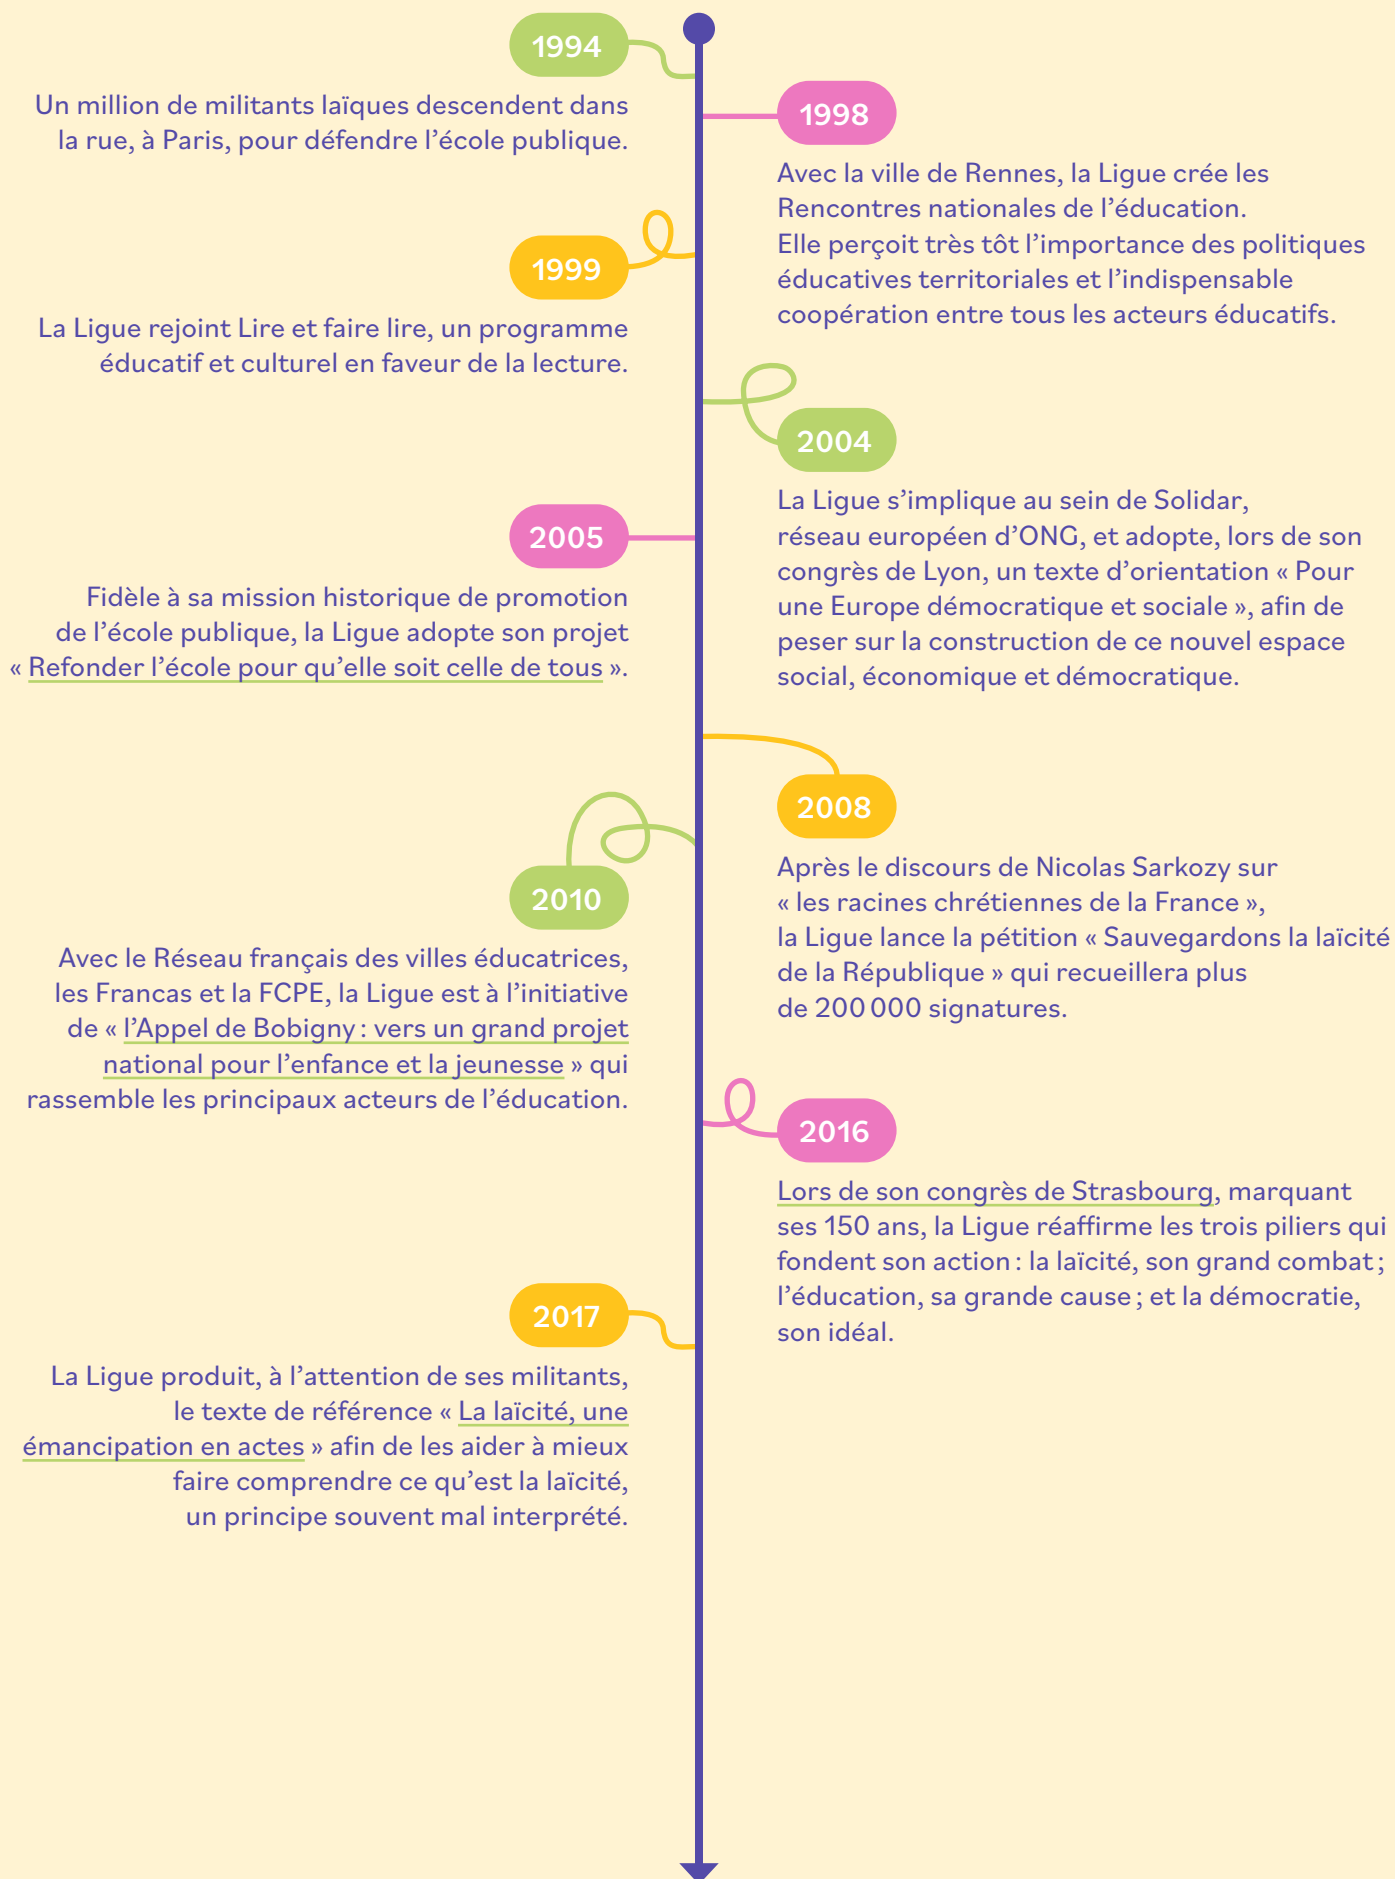 1994
Un million de militants laïques descendent dans
la rue, à Paris, pour défendre l’école publique.
1998
Avec la ville de Rennes, la Ligue crée les
Rencontres nationales de l’éducation.
Elle perçoit très tôt l’importance des politiques
éducatives territoriales et l’indispensable
coopération entre tous les acteurs éducatifs.
1999
La Ligue rejoint Lire et faire lire, un programme
éducatif et culturel en faveur de la lecture.
2004
La Ligue s’implique au sein de Solidar,
réseau européen d’ONG, et adopte, lors de son
congrès de Lyon, un texte d’orientation « Pour
une Europe démocratique et sociale », afin de
peser sur la construction de ce nouvel espace
social, économique et démocratique.
2005
Fidèle à sa mission historique de promotion
de l’école publique, la Ligue adopte son projet
« Refonder l’école pour qu’elle soit celle de tous ».
2008
Après le discours de Nicolas Sarkozy sur
« les racines chrétiennes de la France »,
la Ligue lance la pétition « Sauvegardons la laïcité
de la République » qui recueillera plus
de 200 000 signatures.
2010
Avec le Réseau français des villes éducatrices,
les Francas et la FCPE, la Ligue est à l’initiative
de « l’Appel de Bobigny : vers un grand projet
national pour l’enfance et la jeunesse » qui
rassemble les principaux acteurs de l’éducation.
2016
Lors de son congrès de Strasbourg, marquant
ses 150 ans, la Ligue réaffirme les trois piliers qui
fondent son action : la laïcité, son grand combat ;
l’éducation, sa grande cause ; et la démocratie,
son idéal.
2017
La Ligue produit, à l’attention de ses militants,
le texte de référence « La laïcité, une
émancipation en actes » afin de les aider à mieux
faire comprendre ce qu’est la laïcité,
un principe souvent mal interprété.